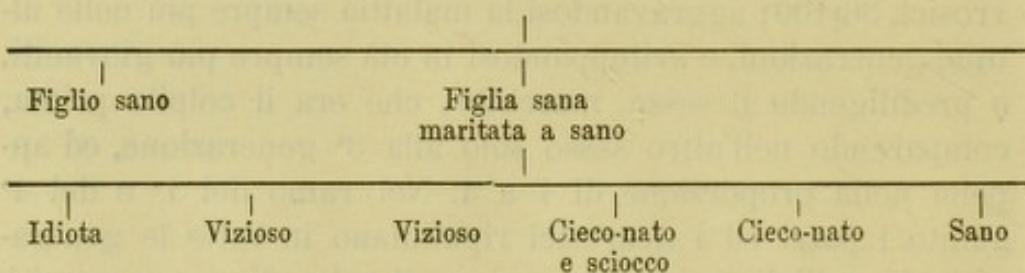 Figlio sano Figlia sana
maritata a sano
Idiota Vizioso Vizioso Cieco-nato Cieco-nato Sano
e sciocco